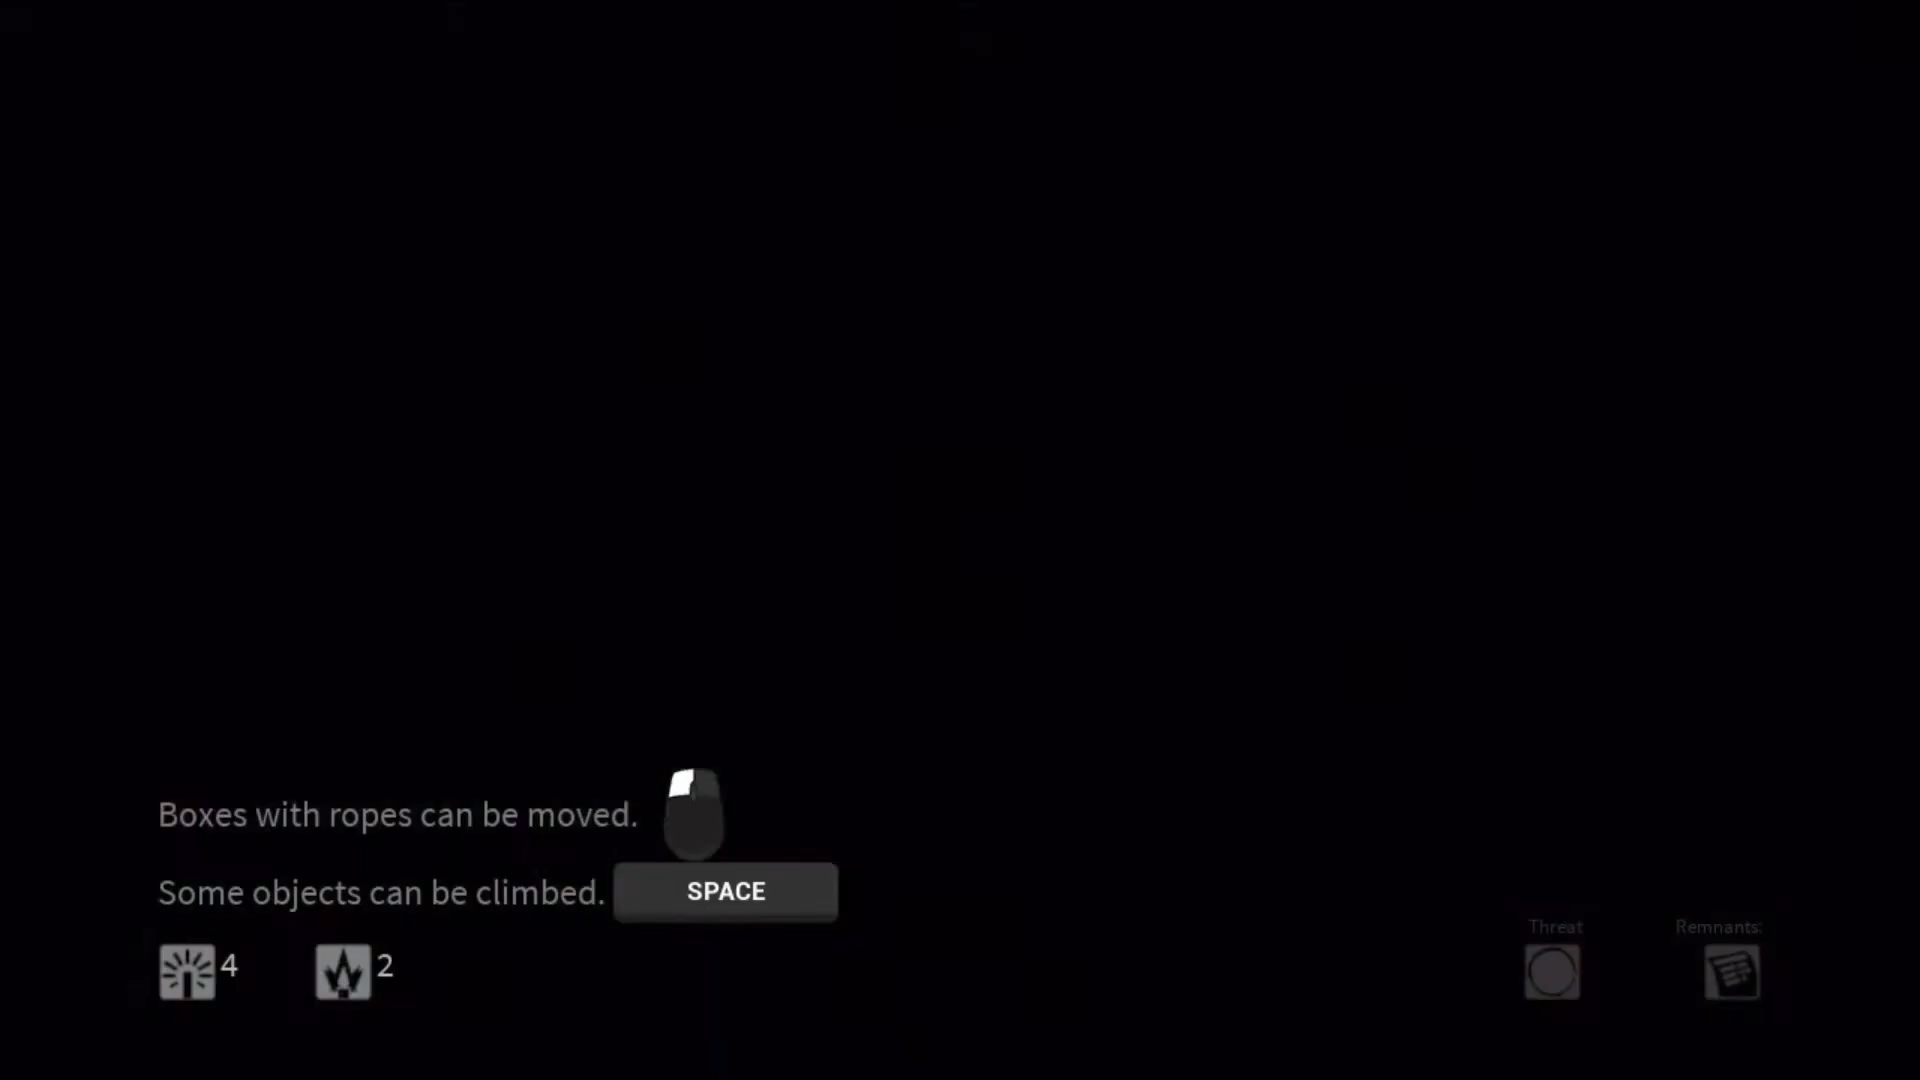 Boxes with ropes can be moved.
Some objects can be climbed. SPACE
4 2
Threat
Remnants: